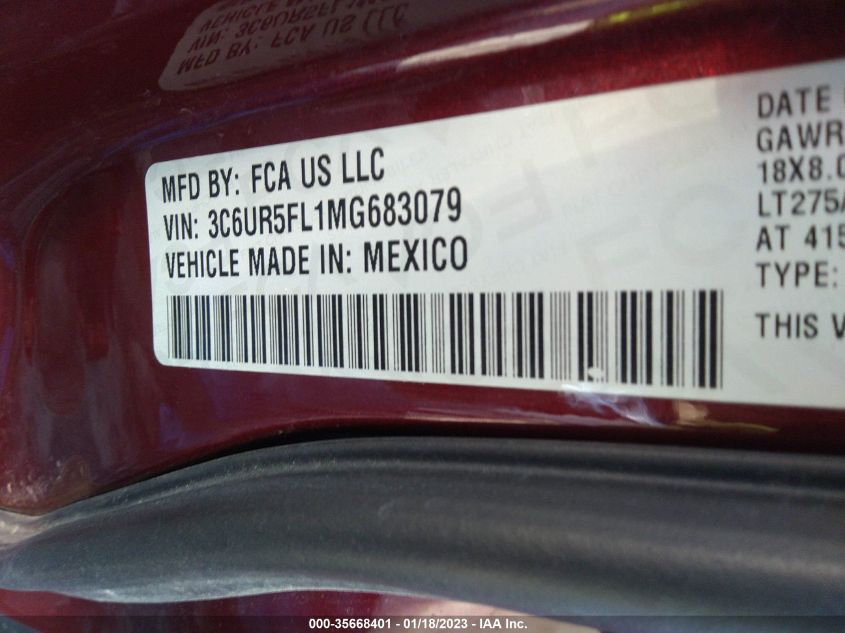 MFD BY: FCA US LLC
VIN: 3C6UR5FL1MG683079
VEHICLE MADE IN: MEXICO
DATE
GAWR
18X8.0
LT275
AT 415
TYPE:
THIS V
000-35668401 - 01/18/2023 - IAA Inc.